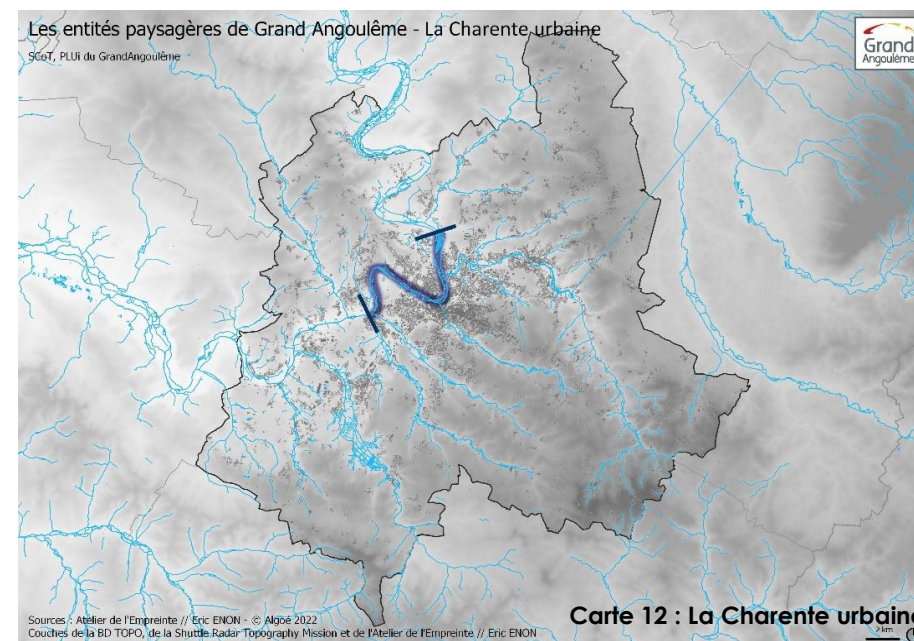 Les entités paysagères de Grand Angoulême - La Charente urbaine
SCoT, PLUi du GrandAngoulême
Grand
Angoulême
Sources : Atelier de l'Empreinte // Eric ENON - © Algoé 2022
Couches de la BD TOPO, de la Shuttle Radar Topography Mission et de l'Atelier de l'Empreinte // Eric ENON
Carte 12 : La Charente urbaine
2 km